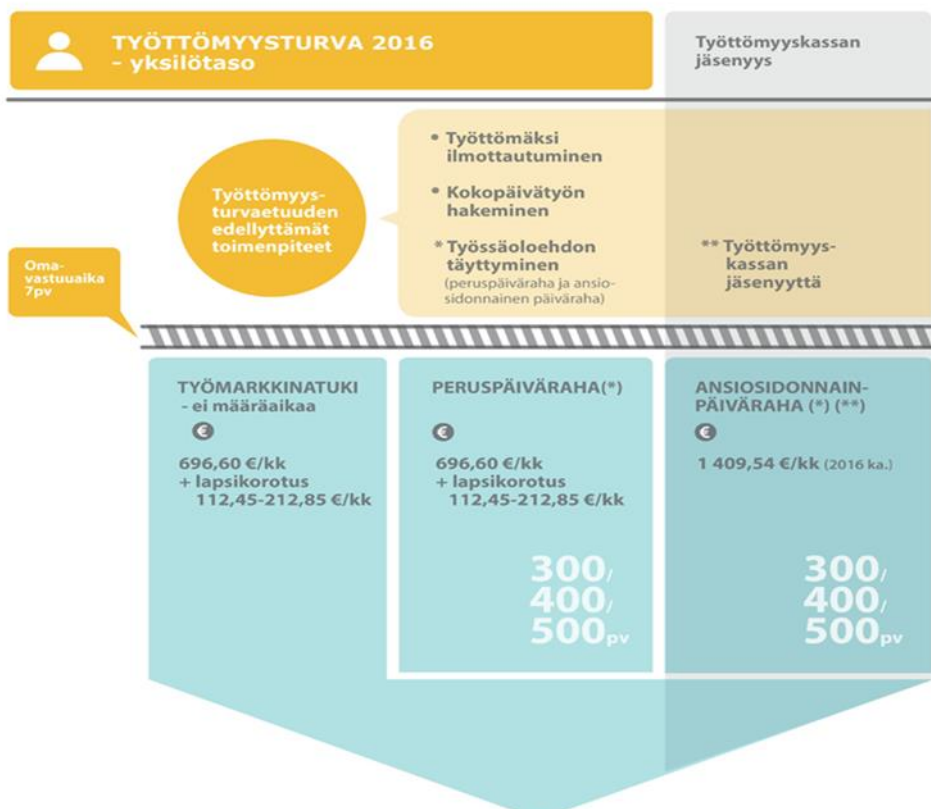 TYÖTTÖMYYSTURVA 2016
- yksilötaso
Työttömyyskassan
jäsenyys
Työttömyys-
turvaetuuden
edellyttämät
toimenpiteet
• Työttömäksi
ilmottautuminen
• Kokopäivätyön
hakeminen
* Työssäoloehdon
täyttyminen
(peruspäiväraha ja ansio-
sidonnainen päiväraha)
** Työttömyys-
kassan
jäsenyyttä
Oma-
vastuuaika
7pv
TYÖMARKKINATUKI
- ei määräaikaa
€
696,60 €/kk
+ lapsikorotus
112,45-212,85 €/kk
PERUSPÄIVÄRAHA(*)
€
696,60 €/kk
+ lapsikorotus
112,45-212,85 €/kk
300/
400/
500pv
ANSIOSIDONNAIN-
PÄIVÄRAHA (*) (**)
€
1 409,54 €/kk (2016 ka.)
300/
400/
500pv